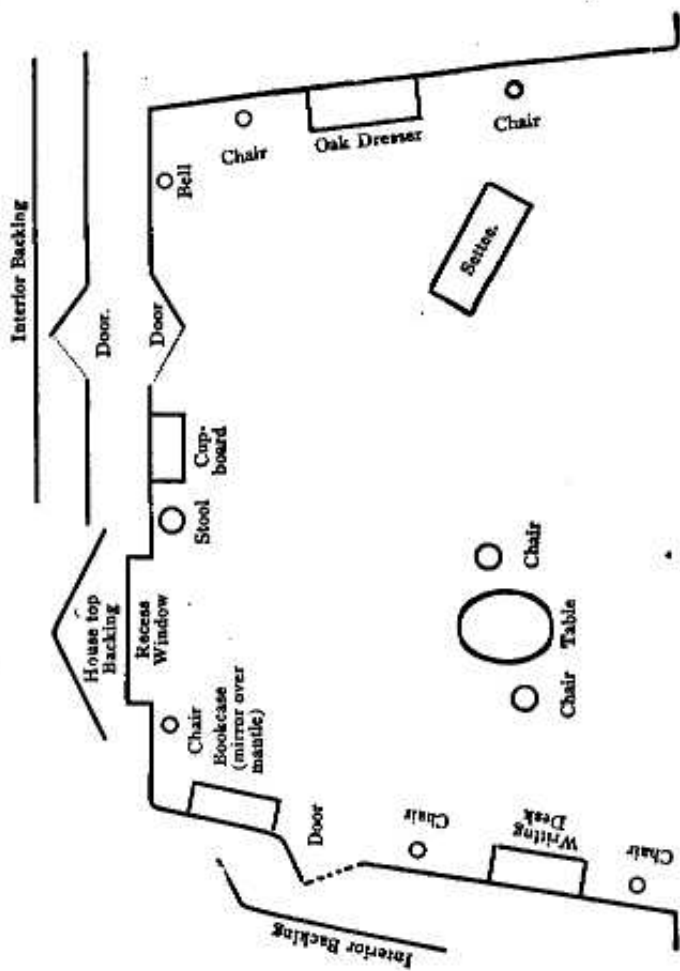 Interior Backing
House top
Backing
Door.
Recess
Window
Door
Bell
Chair
Oak Dresser
Chair
Cup-
board
Stool
Chair
Bookcase
(mirror over
mantle)
Settee.
Door
Interior Backing
Chair
Writing
Desk
Chair
Chair
Table
Chair